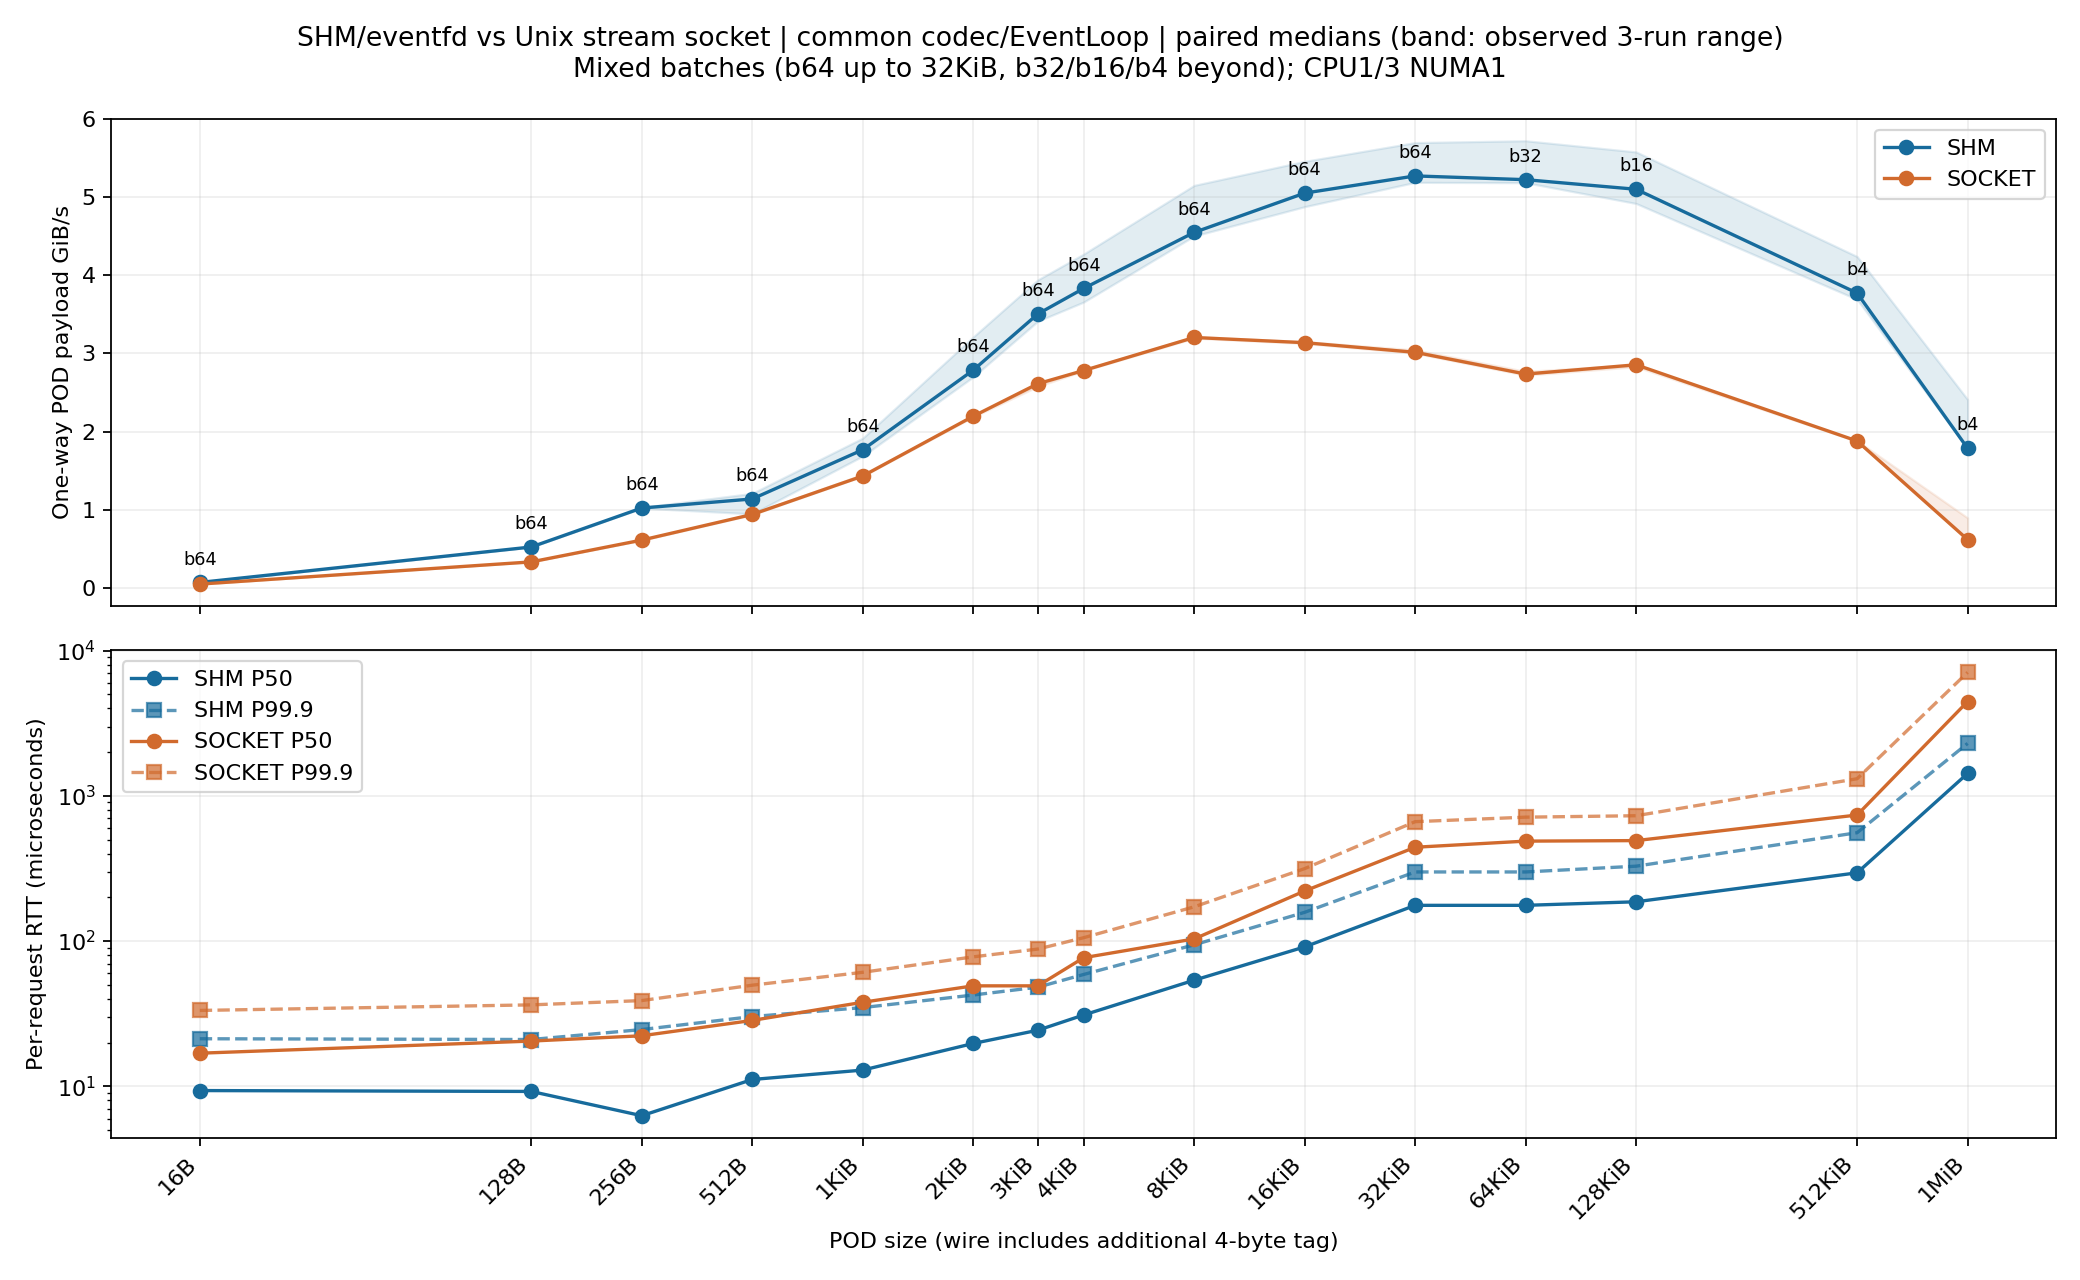 SHM/eventfd vs Unix stream socket | common codec/EventLoop | paired medians (band: observed 3-run range)
Mixed batches (b64 up to 32KiB, b32/b16/b4 beyond); CPU1/3 NUMA1
One-way POD payload GiB/s
6
5
4
3
2
1
0
b64
b64
b64
b64
b64
b64
b64
b64
b64
b64
b64
b32
b16
b4
b4
SHM
SOCKET
Per-request RTT (microseconds)
10⁴
10³
10²
10¹
SHM P50
SHM P99.9
SOCKET P50
SOCKET P99.9
16B
128B
256B
512B
1KiB
2KiB
3KiB
4KiB
8KiB
16KiB
32KiB
64KiB
128KiB
512KiB
1MiB
POD size (wire includes additional 4-byte tag)